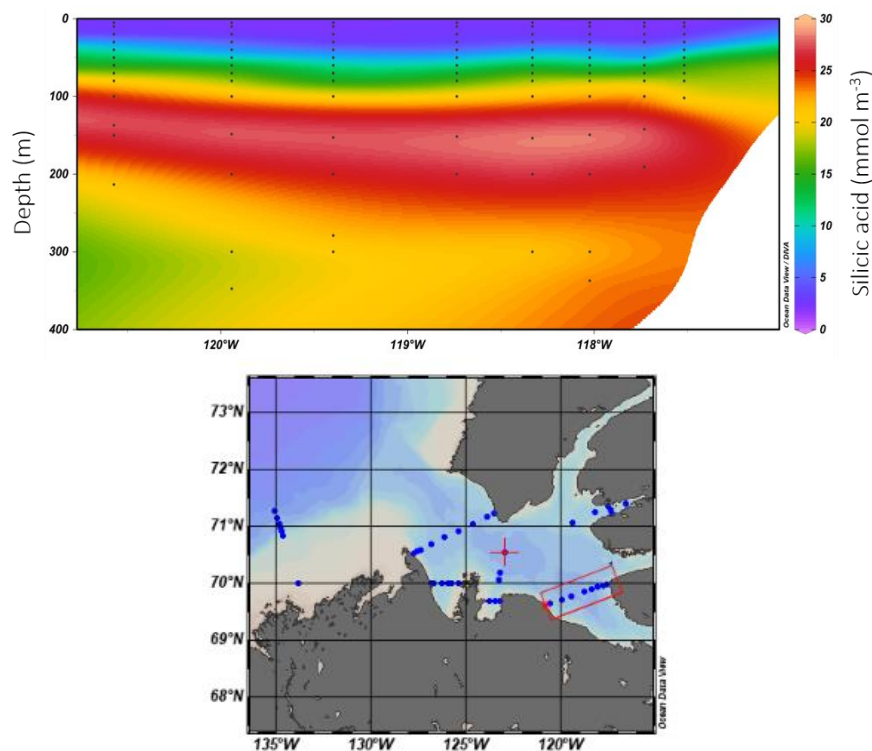 0
100
200
300
400
Depth (m)
120°W
119°W
118°W
Ocean Data View / DIVA
30
25
20
15
10
5
0
Silicic acid (mmol m⁻³)
73°N
72°N
71°N
70°N
69°N
68°N
135°W
130°W
125°W
120°W
Ocean Data View